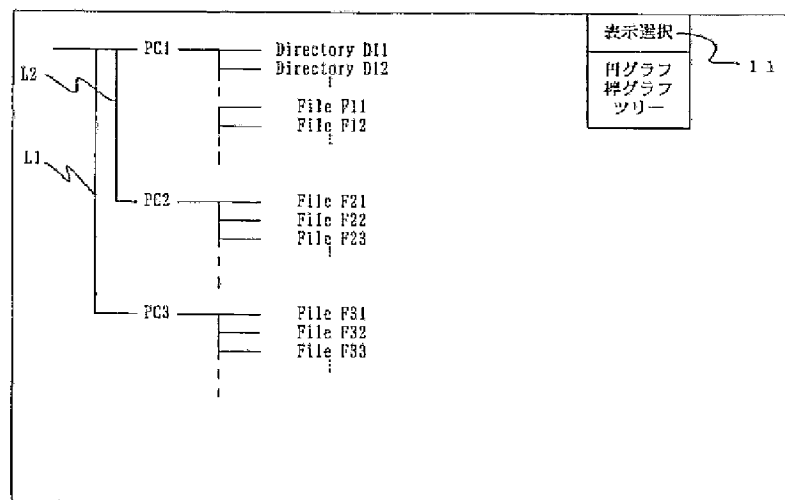 PC1
Directory DI1
Directory DI2
File F11
File F12
L2
L1
PC2
File F21
File F22
File F23
PC3
File F31
File F32
File F33
表示選択
円グラフ
棒グラフ
ツリー
11